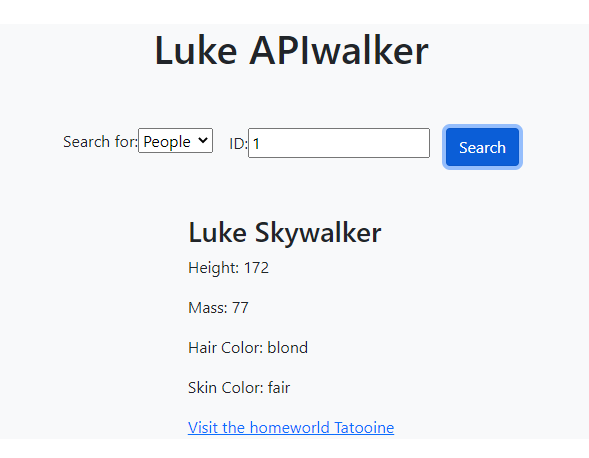 Luke APIwalker
Search for: People ID: 1 Search
Luke Skywalker
Height: 172
Mass: 77
Hair Color: blond
Skin Color: fair
Visit the homeworld Tatooine